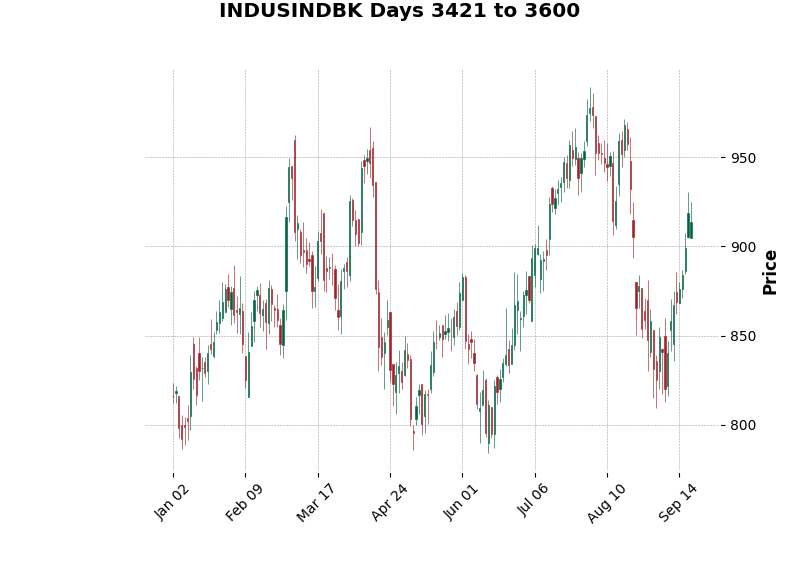 INDUSINDBK Days 3421 to 3600
950
900
850
800
Price
Jan 02
Feb 09
Mar 17
Apr 24
Jun 01
Jul 06
Aug 10
Sep 14